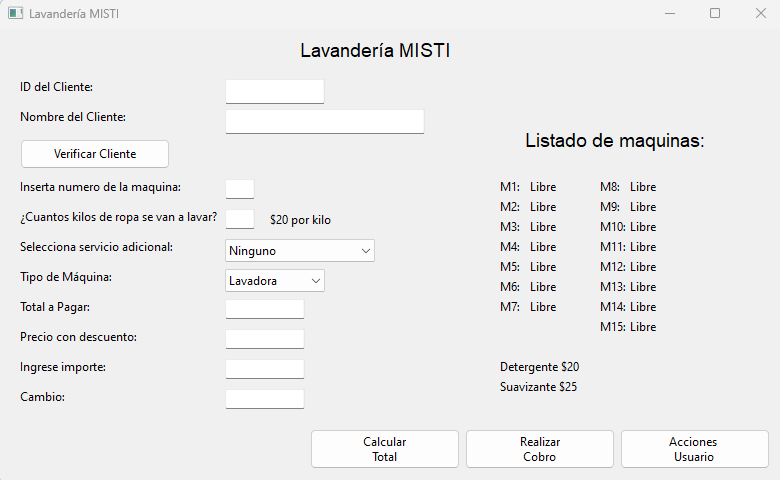 Lavandería MISTI
Lavandería MISTI
ID del Cliente:
Nombre del Cliente:
Verificar Cliente
Inserta numero de la maquina:
¿Cuantos kilos de ropa se van a lavar? $20 por kilo
Selecciona servicio adicional: Ninguno
Tipo de Máquina: Lavadora
Total a Pagar:
Precio con descuento:
Ingrese importe:
Cambio:
Listado de maquinas:
M1: Libre M8: Libre
M2: Libre M9: Libre
M3: Libre M10: Libre
M4: Libre M11: Libre
M5: Libre M12: Libre
M6: Libre M13: Libre
M7: Libre M14: Libre
M15: Libre
Detergente $20
Suavizante $25
Calcular
Total
Realizar
Cobro
Acciones
Usuario